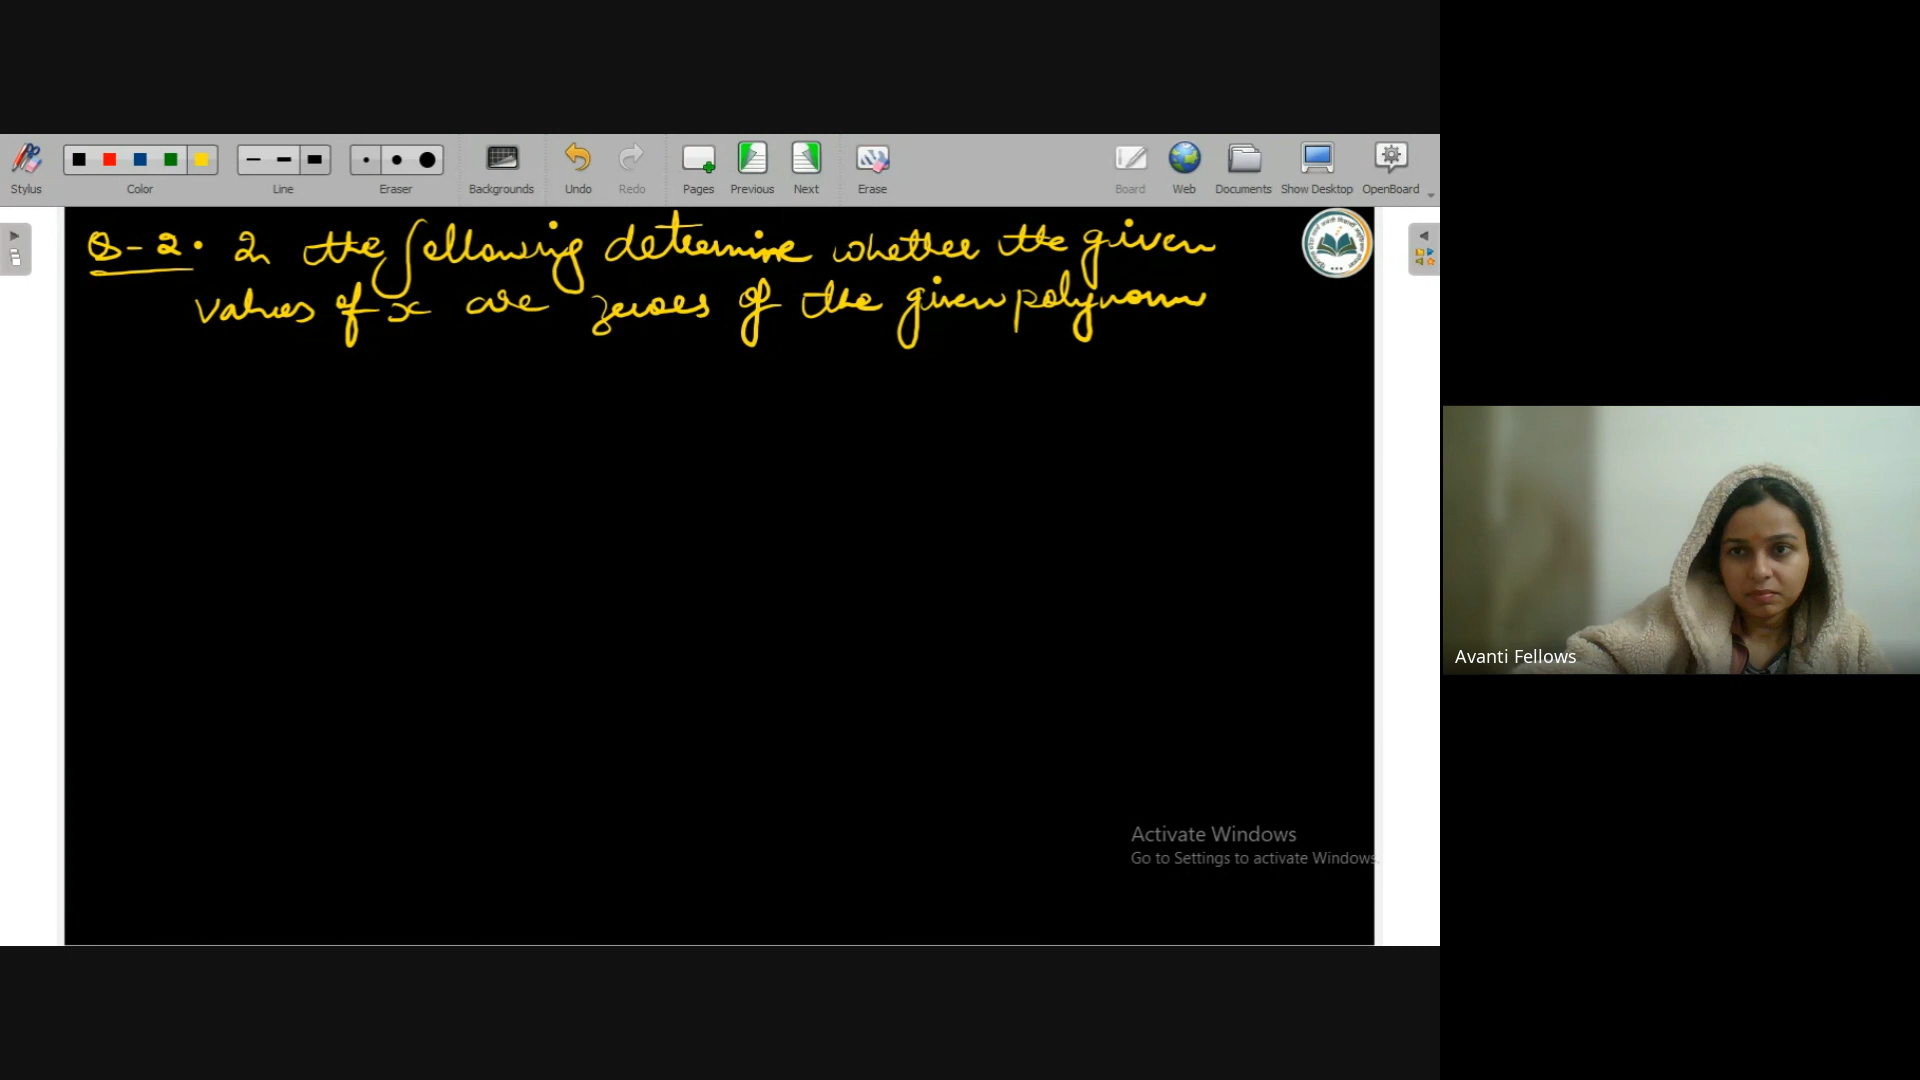 Stylus Color Line Eraser Backgrounds Undo Redo Pages Previous Next Erase Board Web Documents Show Desktop OpenBoard
Q-2. In the following determine whether the given
values of x are zeroes of the given polynom
Avanti Fellows
Activate Windows
Go to Settings to activate Windows.